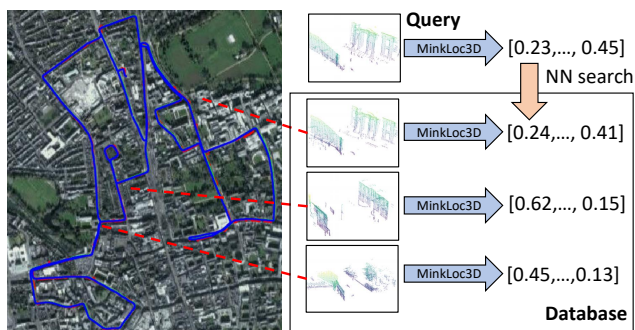 Query
MinkLoc3D
[0.23,..., 0.45]
NN search
MinkLoc3D
[0.24,..., 0.41]
MinkLoc3D
[0.62,..., 0.15]
MinkLoc3D
[0.45,...,0.13]
Database